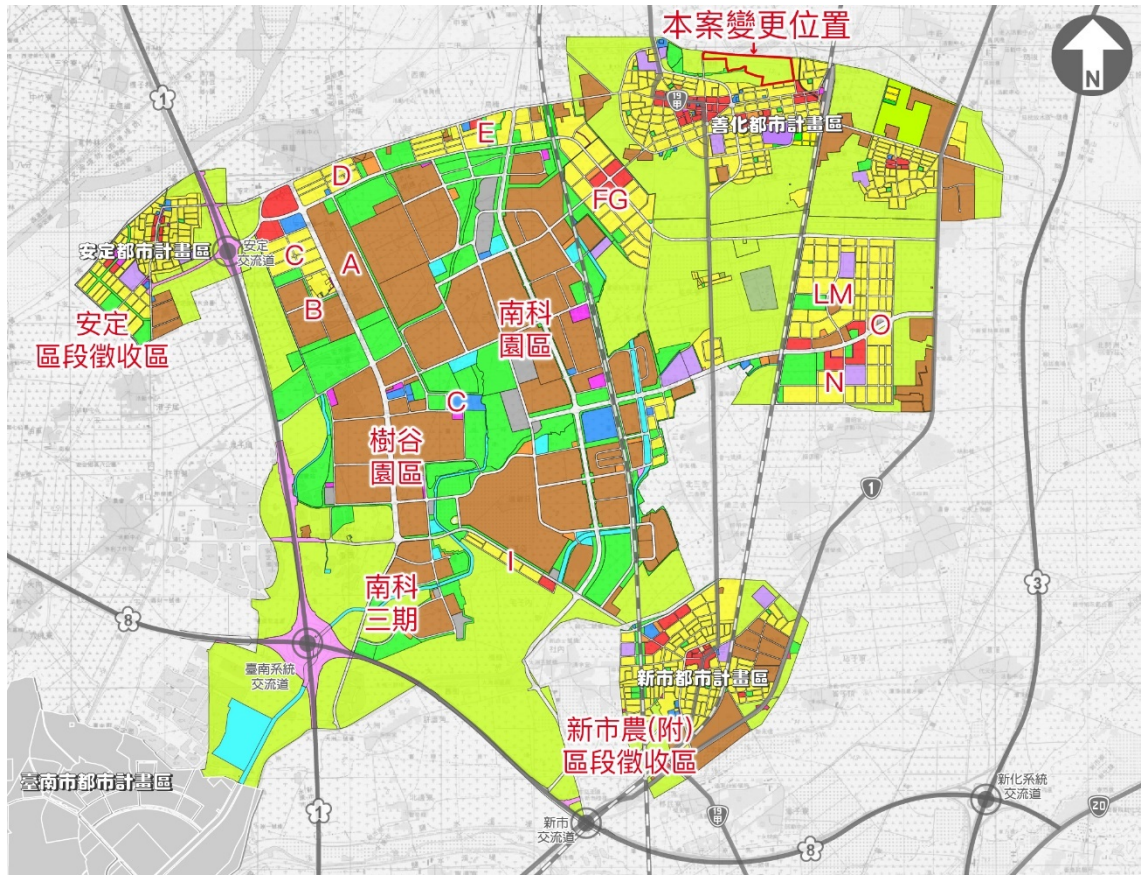 本案變更位置
N
1
19甲
善化都市計畫區
E
D
FG
安定都市計畫區
安定
交流道
C
A
B
安定
區段徵收區
南科
園區
LM
O
N
C
樹谷
園區
1
I
南科
三期
3
8
臺南系統
交流道
新市都市計畫區
新市農(附)
區段徵收區
臺南市都市計畫區
新化系統
交流道
1
新市
交流道
19甲
20
8